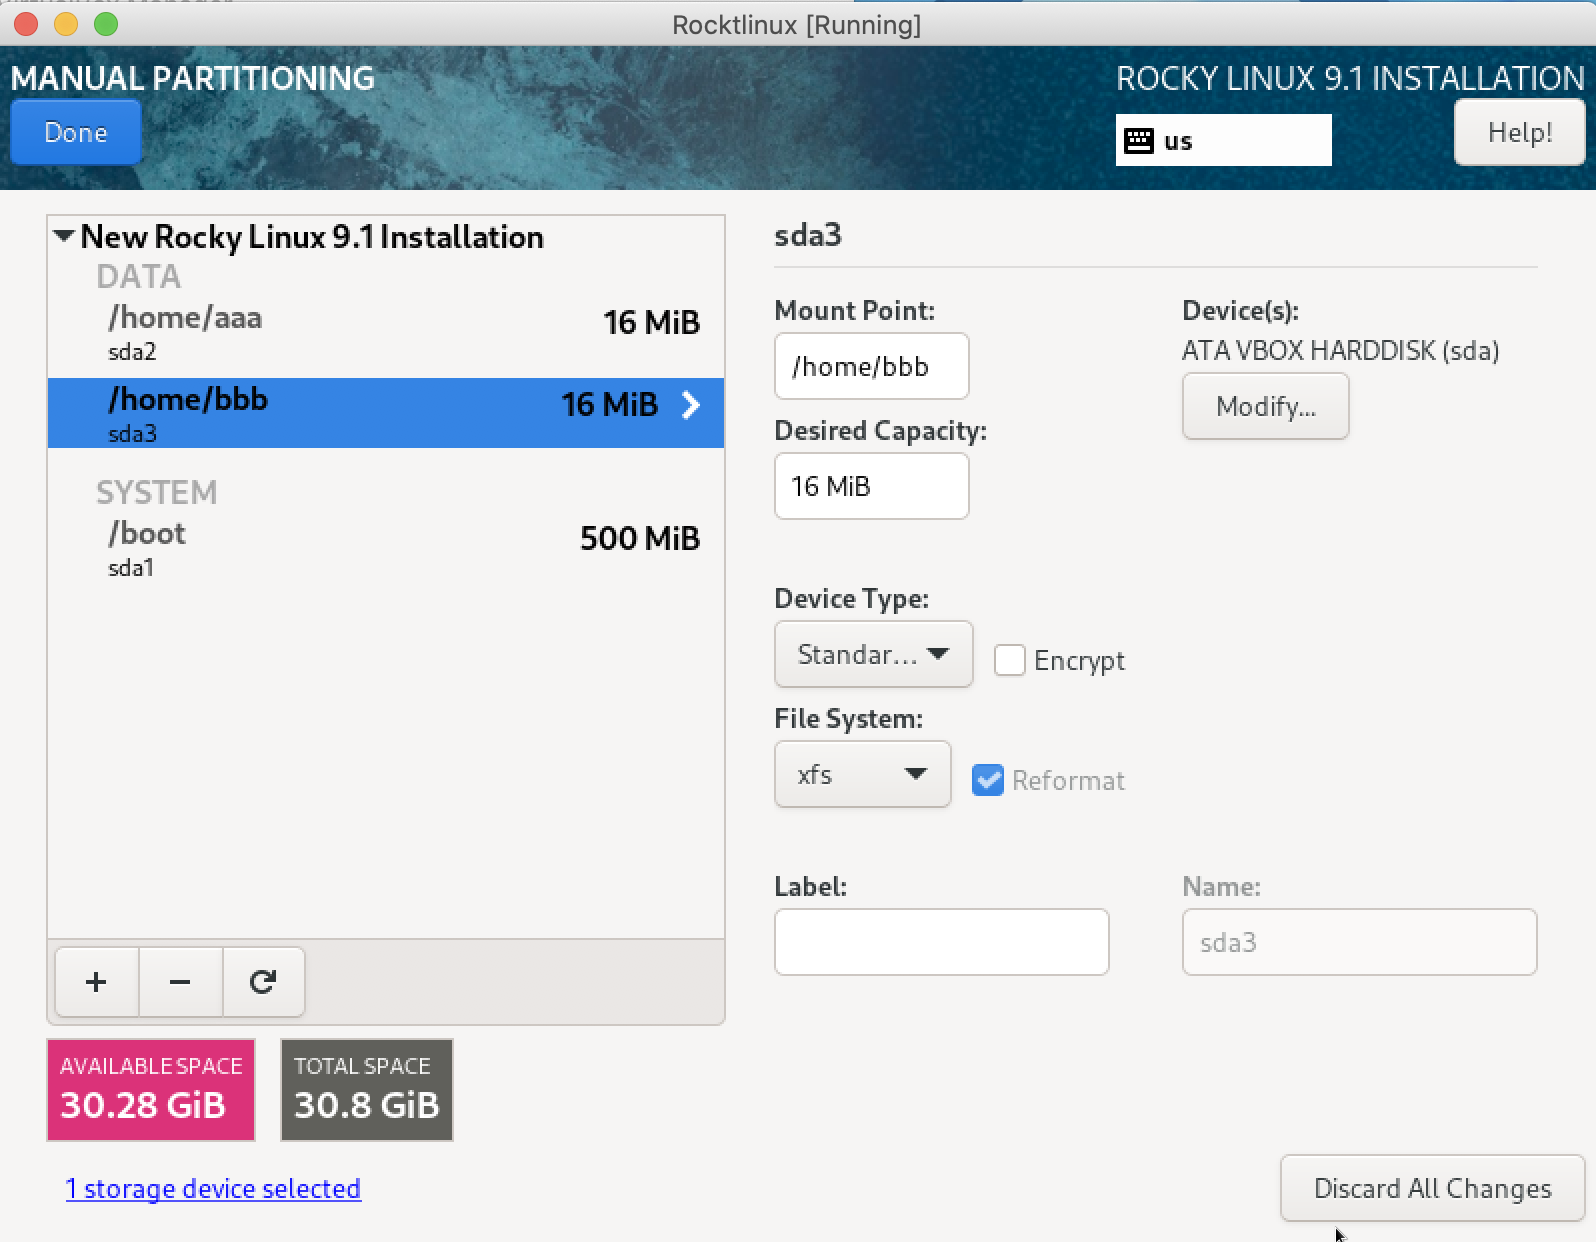 Rocktlinux [Running]
MANUAL PARTITIONING
ROCKY LINUX 9.1 INSTALLATION
Done
us
Help!
New Rocky Linux 9.1 Installation
DATA
/home/aaa
16 MiB
sda2
/home/bbb
16 MiB
sda3
SYSTEM
/boot
500 MiB
sda1
sda3
Mount Point:
Device(s):
/home/bbb
ATA VBOX HARDDISK (sda)
Modify...
Desired Capacity:
16 MiB
Device Type:
Standar...
Encrypt
File System:
xfs
Reformat
Label:
Name:
sda3
AVAILABLE SPACE
30.28 GiB
TOTAL SPACE
30.8 GiB
1 storage device selected
Discard All Changes